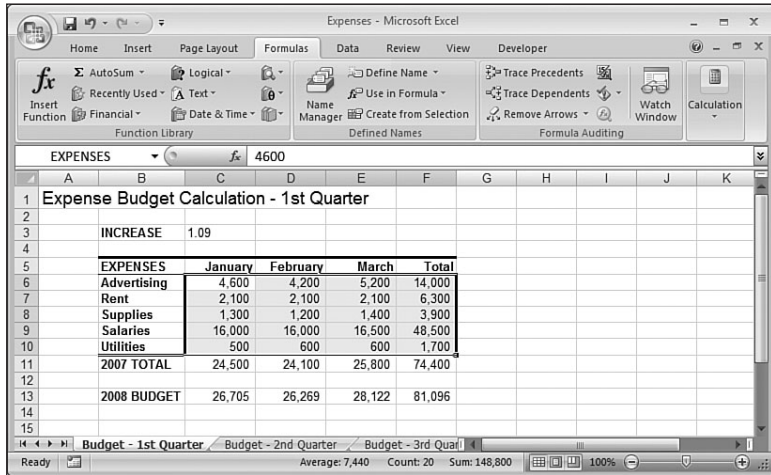 Expenses - Microsoft Excel
Home Insert Page Layout Formulas Data Review View Developer
fx Insert Function
Σ AutoSum
Recently Used
Financial
Logical
Text
Date & Time
Function Library
Name Manager
Define Name
Use in Formula
Create from Selection
Defined Names
Trace Precedents
Trace Dependents
Remove Arrows
Formula Auditing
Watch Window
Calculation
EXPENSES fx 4600
A B C D E F G H I J K
1 Expense Budget Calculation - 1st Quarter
2
3 INCREASE 1.09
4
5 EXPENSES January February March Total
6 Advertising 4,600 4,200 5,200 14,000
7 Rent 2,100 2,100 2,100 6,300
8 Supplies 1,300 1,200 1,400 3,900
9 Salaries 16,000 16,000 16,500 48,500
10 Utilities 500 600 600 1,700
11 2007 TOTAL 24,500 24,100 25,800 74,400
12
13 2008 BUDGET 26,705 26,269 28,122 81,096
14
15
Budget - 1st Quarter Budget - 2nd Quarter Budget - 3rd Quar
Ready Average: 7,440 Count: 20 Sum: 148,800 100%